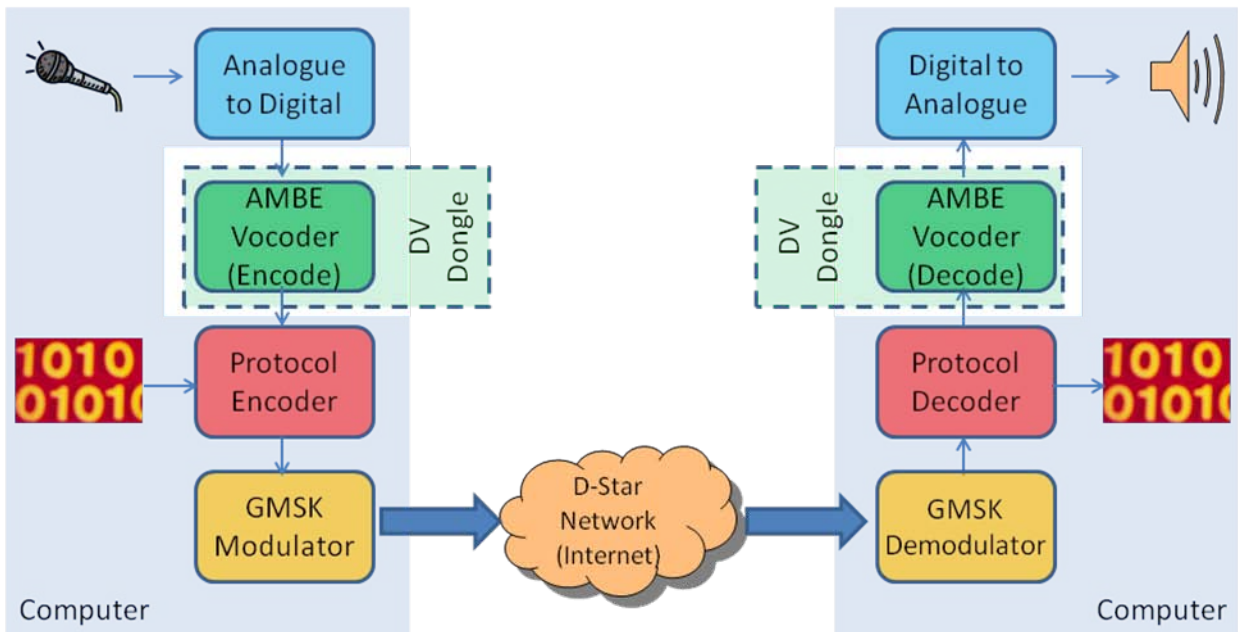 Analogue
to Digital
AMBE
Vocoder
(Encode)
DV
Dongle
1010
01010
Protocol
Encoder
GMSK
Modulator
Computer
D-Star
Network
(Internet)
Digital to
Analogue
DV
Dongle
AMBE
Vocoder
(Decode)
Protocol
Decoder
1010
01010
GMSK
Demodulator
Computer